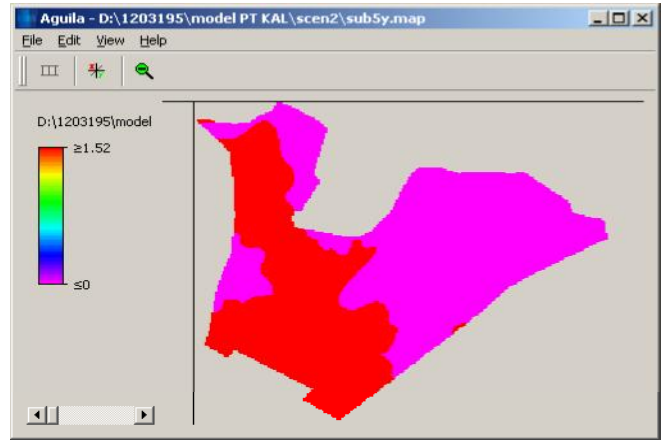 Aguila - D:\1203195\model PT KAL\scen2\sub5y.map
File Edit View Help
D:\1203195\model
≥1.52
≤0